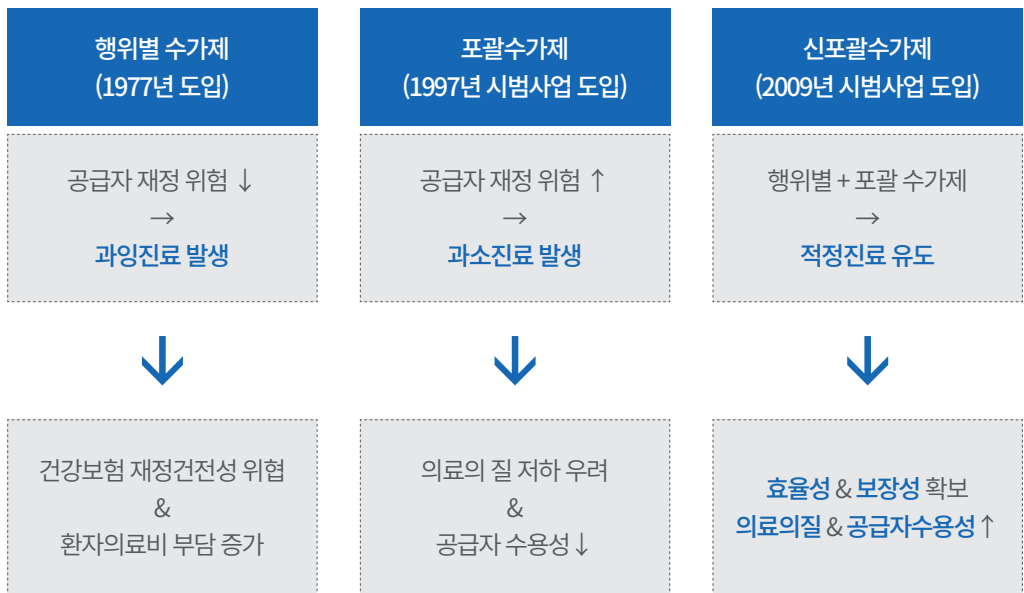 행위별 수가제
(1977년 도입)
공급자 재정 위험 ↓
→
과잉진료 발생
↓
건강보험 재정건전성 위협
&
환자의료비 부담 증가
포괄수가제
(1997년 시범사업 도입)
공급자 재정 위험 ↑
→
과소진료 발생
↓
의료의 질 저하 우려
&
공급자 수용성↓
신포괄수가제
(2009년 시범사업 도입)
행위별 + 포괄 수가제
→
적정진료 유도
↓
효율성 & 보장성 확보
의료의질 & 공급자수용성↑